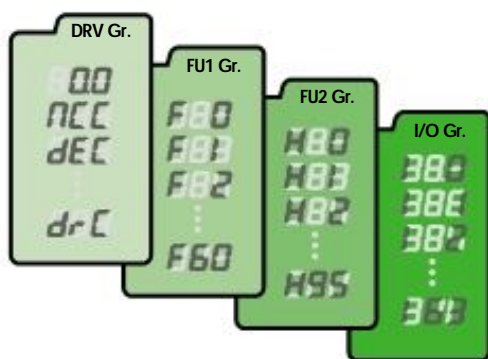 DRV Gr.
0.0
ACC
dEC
drC
FU1 Gr.
F 0
F 1
F 2
F60
FU2 Gr.
H 0
H 1
H 2
H95
I/O Gr.